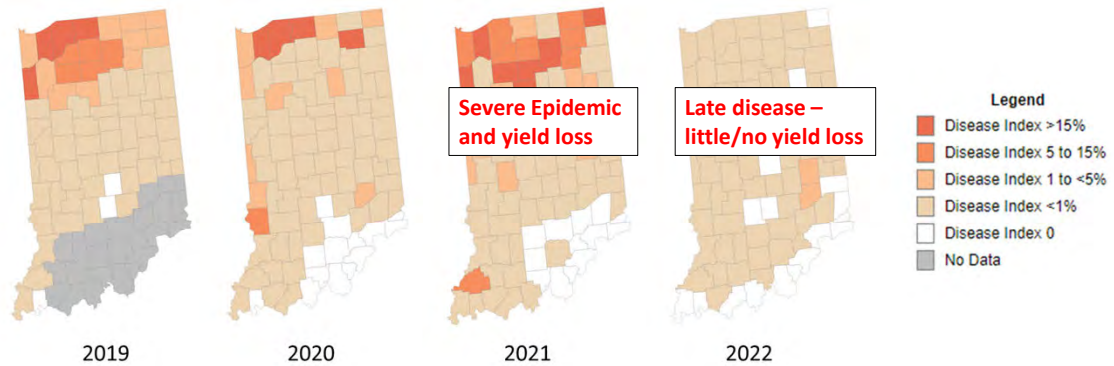 Severe Epidemic
and yield loss
Late disease –
little/no yield loss
Legend
Disease Index >15%
Disease Index 5 to 15%
Disease Index 1 to <5%
Disease Index <1%
Disease Index 0
No Data
2019
2020
2021
2022